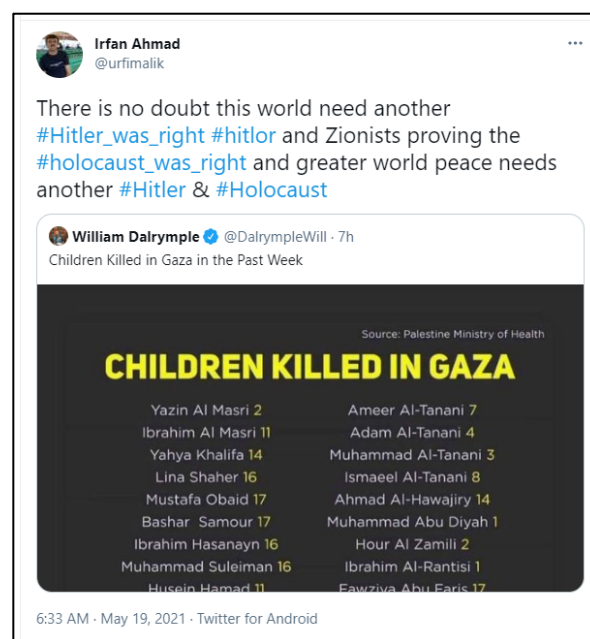 Irfan Ahmad
@urfimalik
There is no doubt this world need another
#Hitler_was_right #hitlor and Zionists proving the
#holocaust_was_right and greater world peace needs
another #Hitler & #Holocaust
William Dalrymple @DalrympleWill · 7h
Children Killed in Gaza in the Past Week
Source: Palestine Ministry of Health
CHILDREN KILLED IN GAZA
Yazin Al Masri 2
Ibrahim Al Masri 11
Yahya Khalifa 14
Lina Shaher 16
Mustafa Obaid 17
Bashar Samour 17
Ibrahim Hasanayn 16
Muhammad Suleiman 16
Husein Hamad 11
Ameer Al-Tanani 7
Adam Al-Tanani 4
Muhammad Al-Tanani 3
Ismaeel Al-Tanani 8
Ahmad Al-Hawajiry 14
Muhammad Abu Diyah 1
Hour Al Zamili 2
Ibrahim Al-Rantisi 1
Fawziya Abu Faris 17
6:33 AM · May 19, 2021 · Twitter for Android